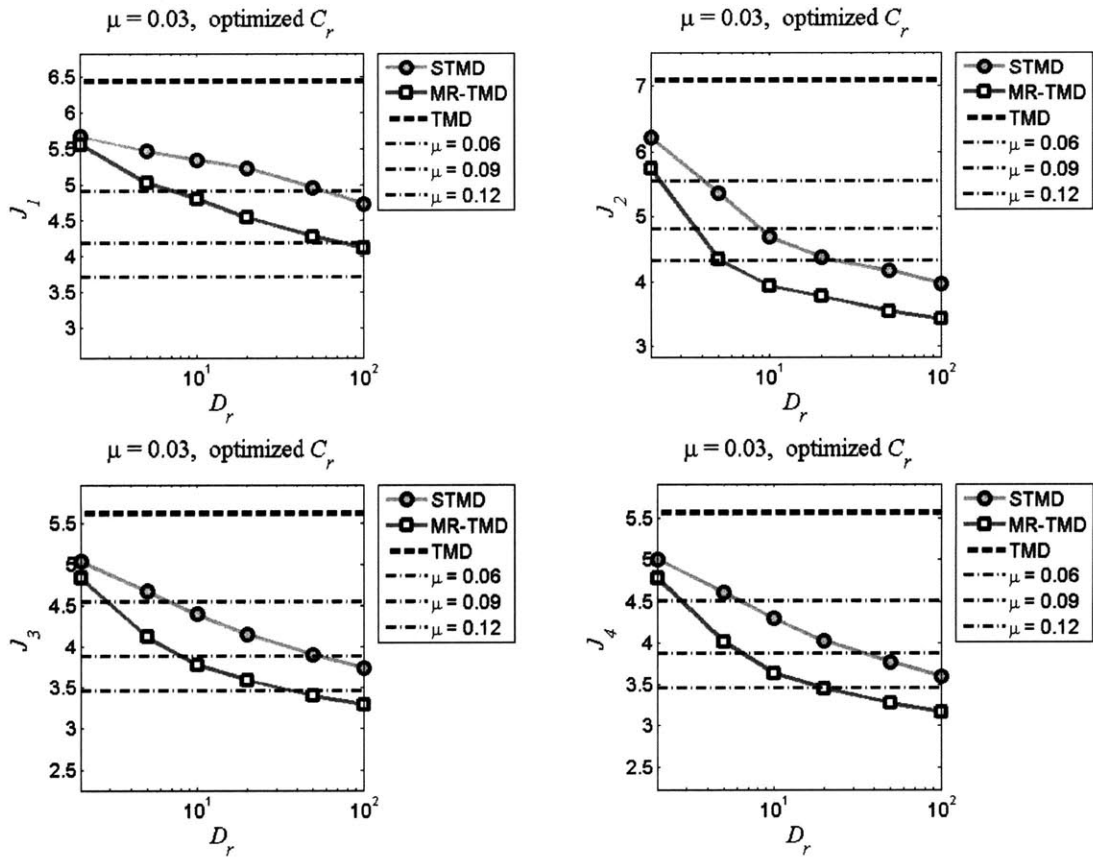 μ = 0.03, optimized C_r
6.5
6
5.5
5
4.5
4
3.5
3
J_1
10^1
10^2
D_r
STMD
MR-TMD
TMD
μ = 0.06
μ = 0.09
μ = 0.12
μ = 0.03, optimized C_r
7
6
5
4
3
J_2
10^1
10^2
D_r
STMD
MR-TMD
TMD
μ = 0.06
μ = 0.09
μ = 0.12
μ = 0.03, optimized C_r
5.5
5
4.5
4
3.5
3
2.5
J_3
10^1
10^2
D_r
STMD
MR-TMD
TMD
μ = 0.06
μ = 0.09
μ = 0.12
μ = 0.03, optimized C_r
5.5
5
4.5
4
3.5
3
2.5
J_4
10^1
10^2
D_r
STMD
MR-TMD
TMD
μ = 0.06
μ = 0.09
μ = 0.12